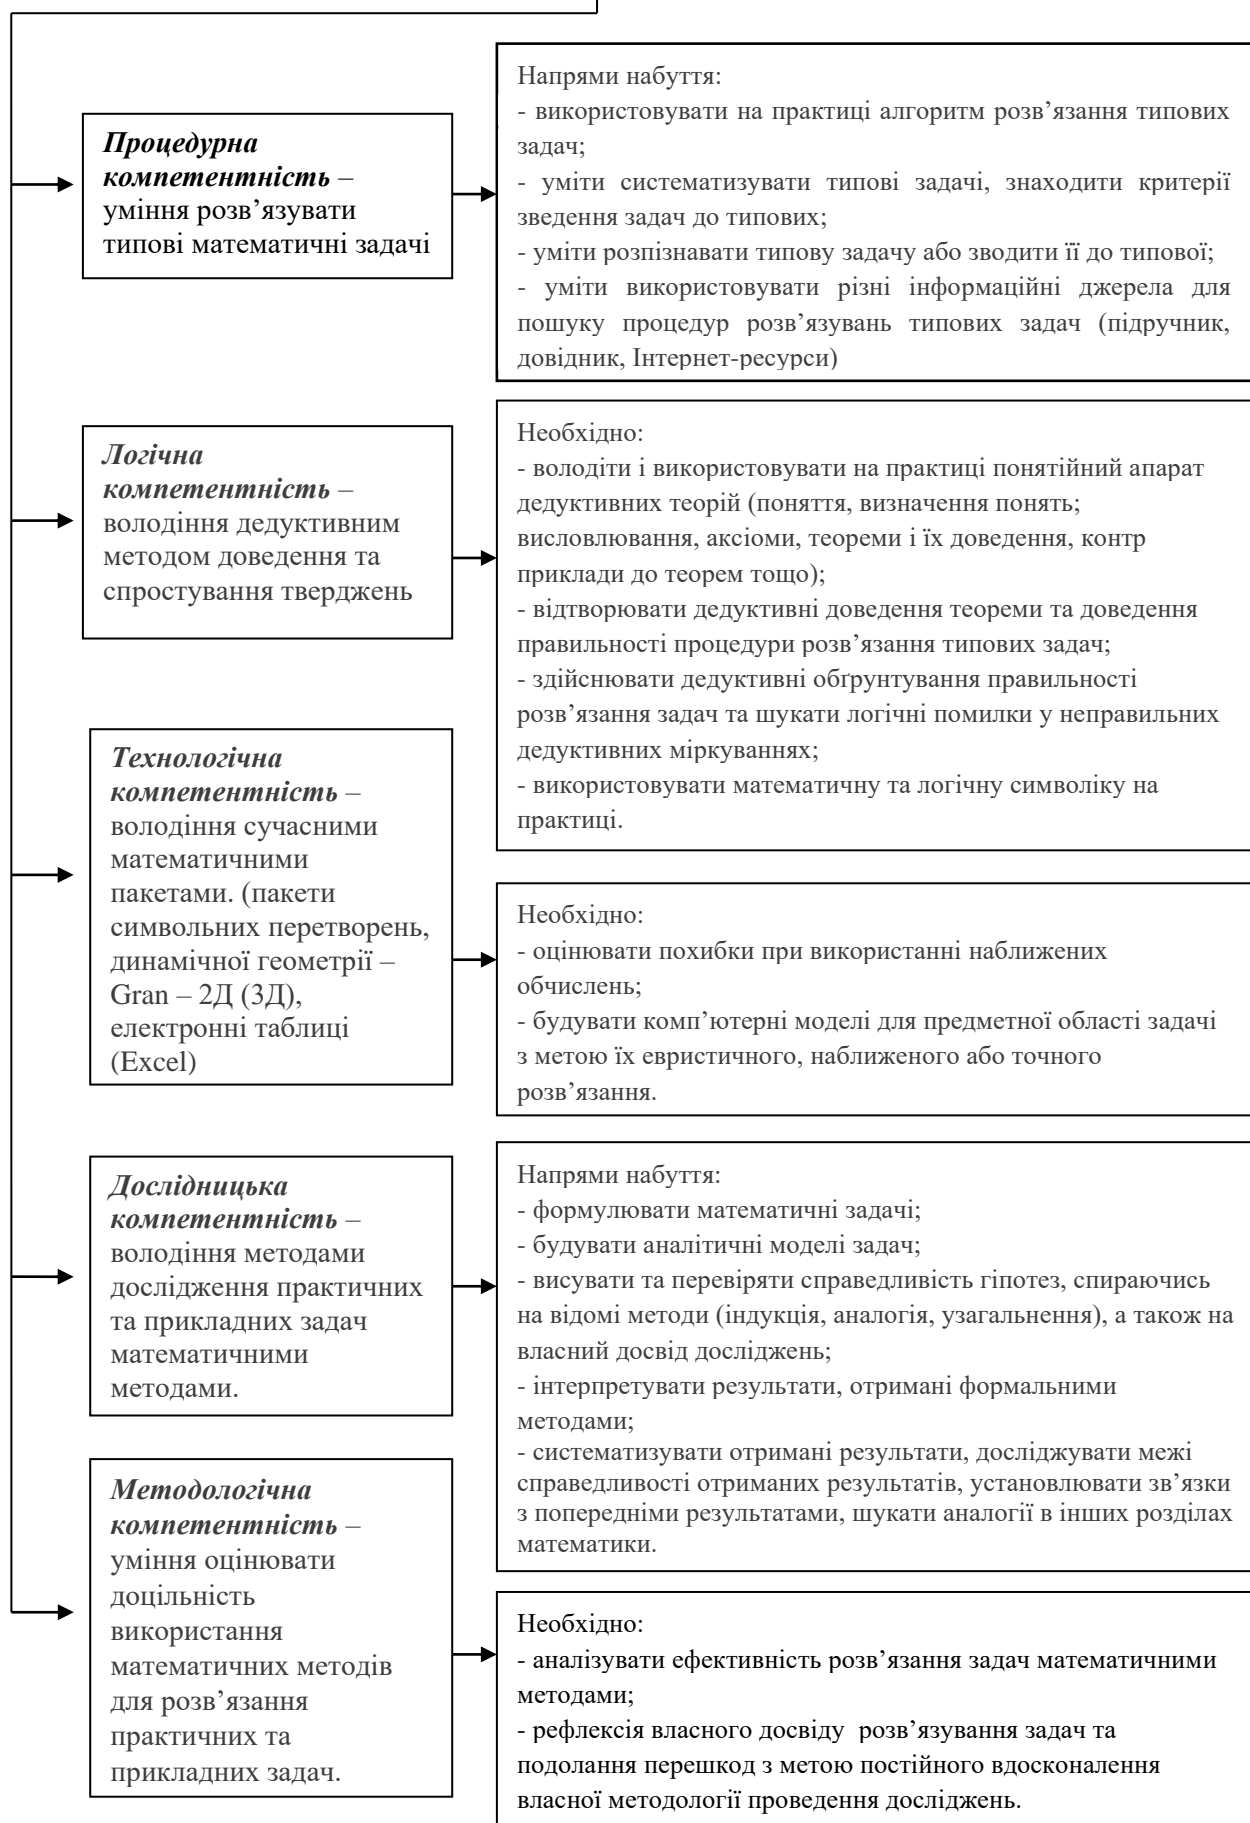 Процедурна
компетентність –
уміння розв’язувати
типові математичні задачі
Напрями набуття:
- використовувати на практиці алгоритм розв’язання типових
задач;
- уміти систематизувати типові задачі, знаходити критерії
зведення задач до типових;
- уміти розпізнавати типову задачу або зводити її до типової;
- уміти використовувати різні інформаційні джерела для
пошуку процедур розв’язувань типових задач (підручник,
довідник, Інтернет-ресурси)
Логічна
компетентність –
володіння дедуктивним
методом доведення та
спростування тверджень
Необхідно:
- володіти і використовувати на практиці понятійний апарат
дедуктивних теорій (поняття, визначення понять;
висловлювання, аксіоми, теореми і їх доведення, контр
приклади до теорем тощо);
- відтворювати дедуктивні доведення теореми та доведення
правильності процедури розв’язання типових задач;
- здійснювати дедуктивні обґрунтування правильності
розв’язання задач та шукати логічні помилки у неправильних
дедуктивних міркуваннях;
- використовувати математичну та логічну символіку на
практиці.
Технологічна
компетентність –
володіння сучасними
математичними
пакетами. (пакети
символьних перетворень,
динамічної геометрії –
Gran – 2Д (3Д),
електронні таблиці
(Excel)
Необхідно:
- оцінювати похибки при використанні наближених
обчислень;
- будувати комп’ютерні моделі для предметної області задачі
з метою їх евристичного, наближеного або точного
розв’язання.
Дослідницька
компетентність –
володіння методами
дослідження практичних
та прикладних задач
математичними
методами.
Напрями набуття:
- формулювати математичні задачі;
- будувати аналітичні моделі задач;
- висувати та перевіряти справедливість гіпотез, спираючись
на відомі методи (індукція, аналогія, узагальнення), а також на
власний досвід досліджень;
- інтерпретувати результати, отримані формальними
методами;
- систематизувати отримані результати, досліджувати межі
справедливості отриманих результатів, установлювати зв’язки
з попередніми результатами, шукати аналогії в інших розділах
математики.
Методологічна
компетентність –
уміння оцінювати
доцільність
використання
математичних методів
для розв’язання
практичних та
прикладних задач.
Необхідно:
- аналізувати ефективність розв’язання задач математичними
методами;
- рефлексія власного досвіду розв’язування задач та
подолання перешкод з метою постійного вдосконалення
власної методології проведення досліджень.